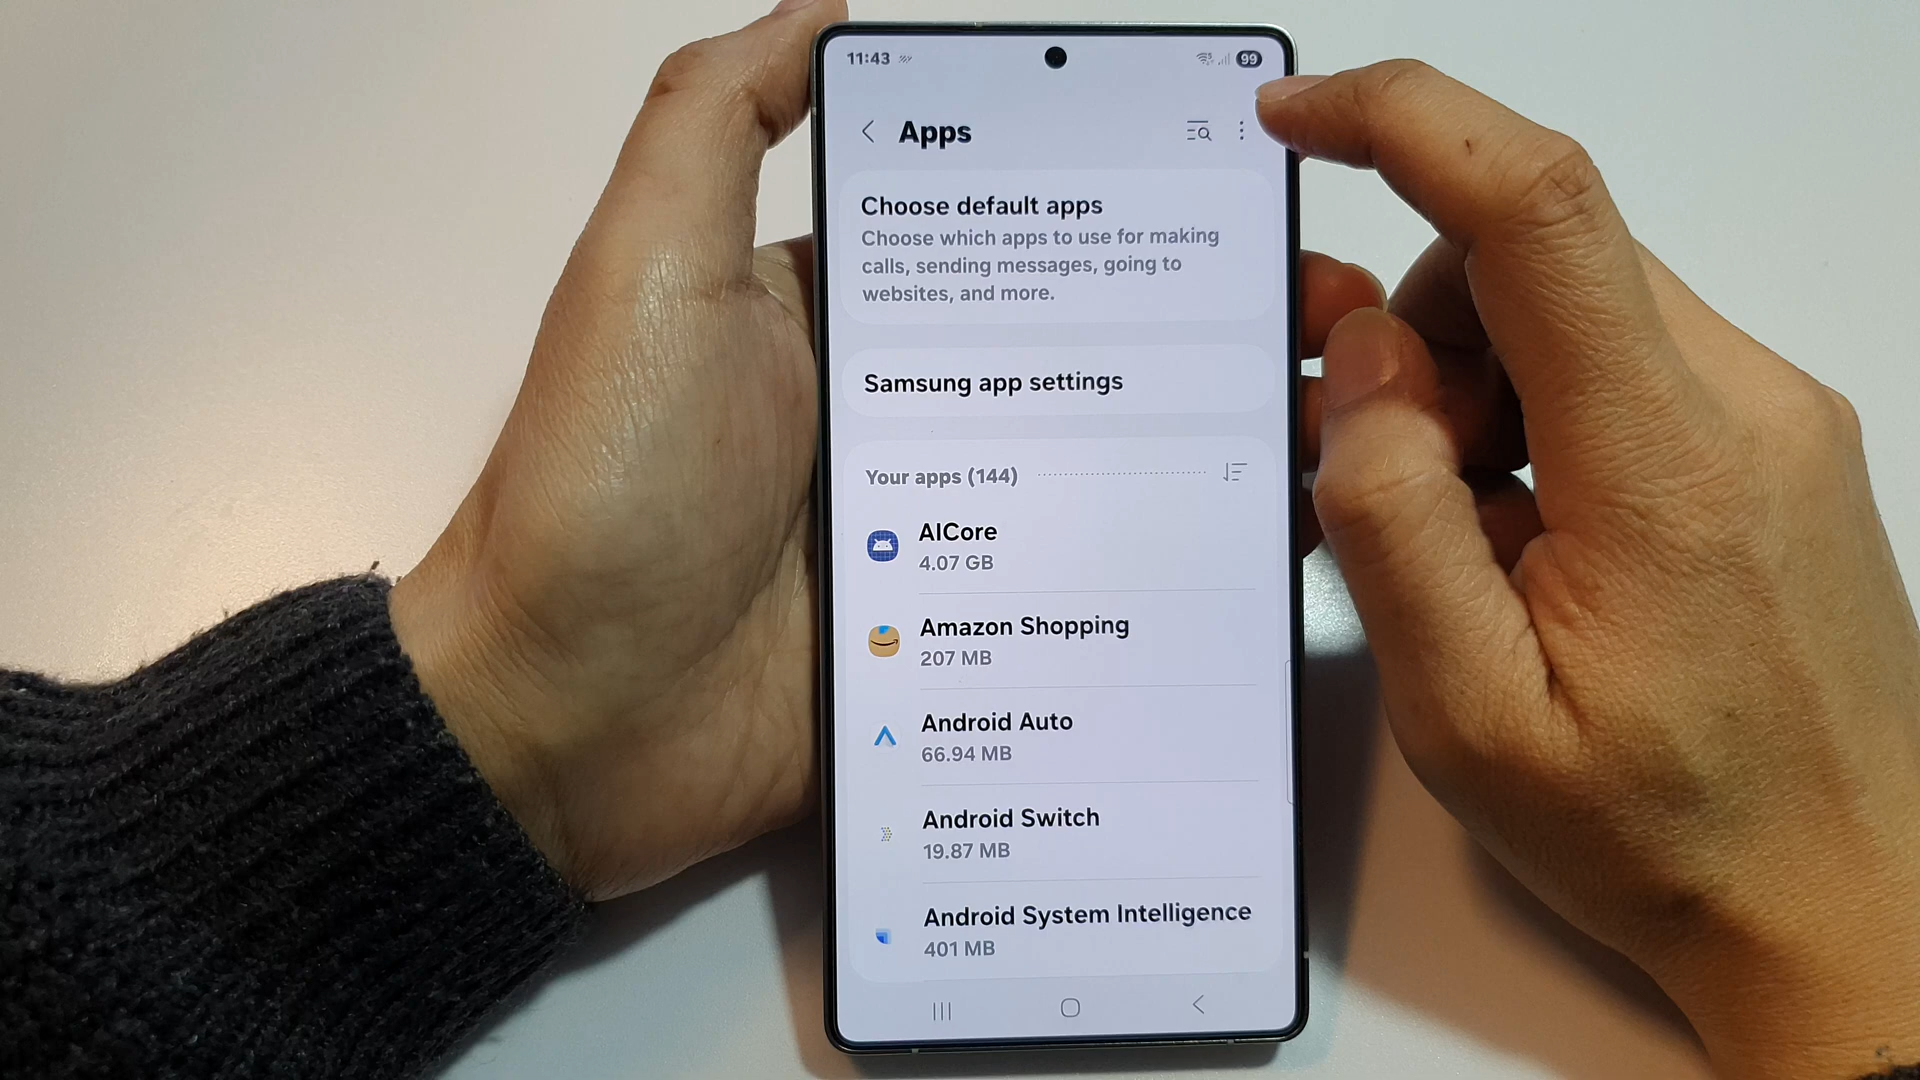 11:43
99
Apps
Choose default apps
Choose which apps to use for making
calls, sending messages, going to
websites, and more.
Samsung app settings
Your apps (144)
AICore
4.07 GB
Amazon Shopping
207 MB
Android Auto
66.94 MB
Android Switch
19.87 MB
Android System Intelligence
401 MB